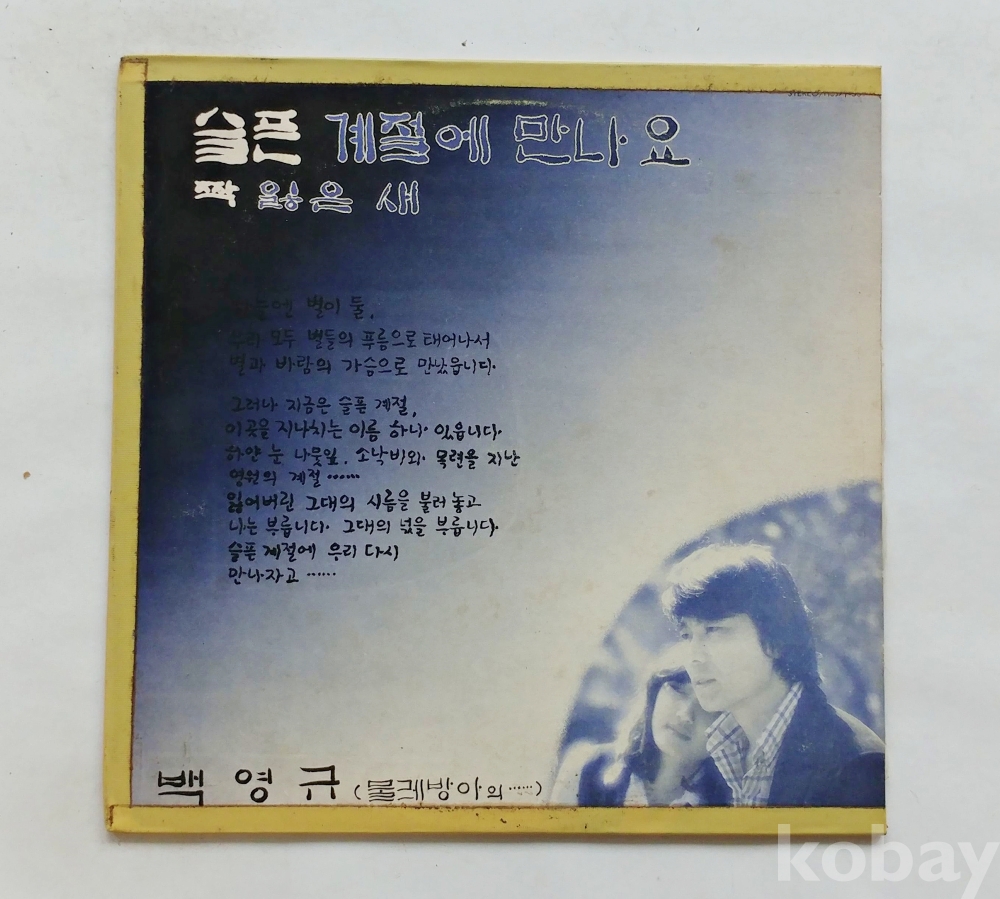 슬픈 계절에 만나요
짝 잃은 새
하늘엔 별이 둘,
우리 모두 별들의 푸름으로 태어나서
별과 바람의 가슴으로 만났읍니다.
그러나 지금은 슬픈 계절,
이곳을 지나치는 이름 하나 있읍니다.
하얀 눈 나뭇잎, 소낙비와 목련을 지난
영원의 계절……
잃어버린 그대의 시름을 불러 놓고
나는 부릅니다. 그대의 넋을 부릅니다.
슬픈 계절에 우리 다시
만나자고……
백영규 (물레방아의……)
STEREO
kobay